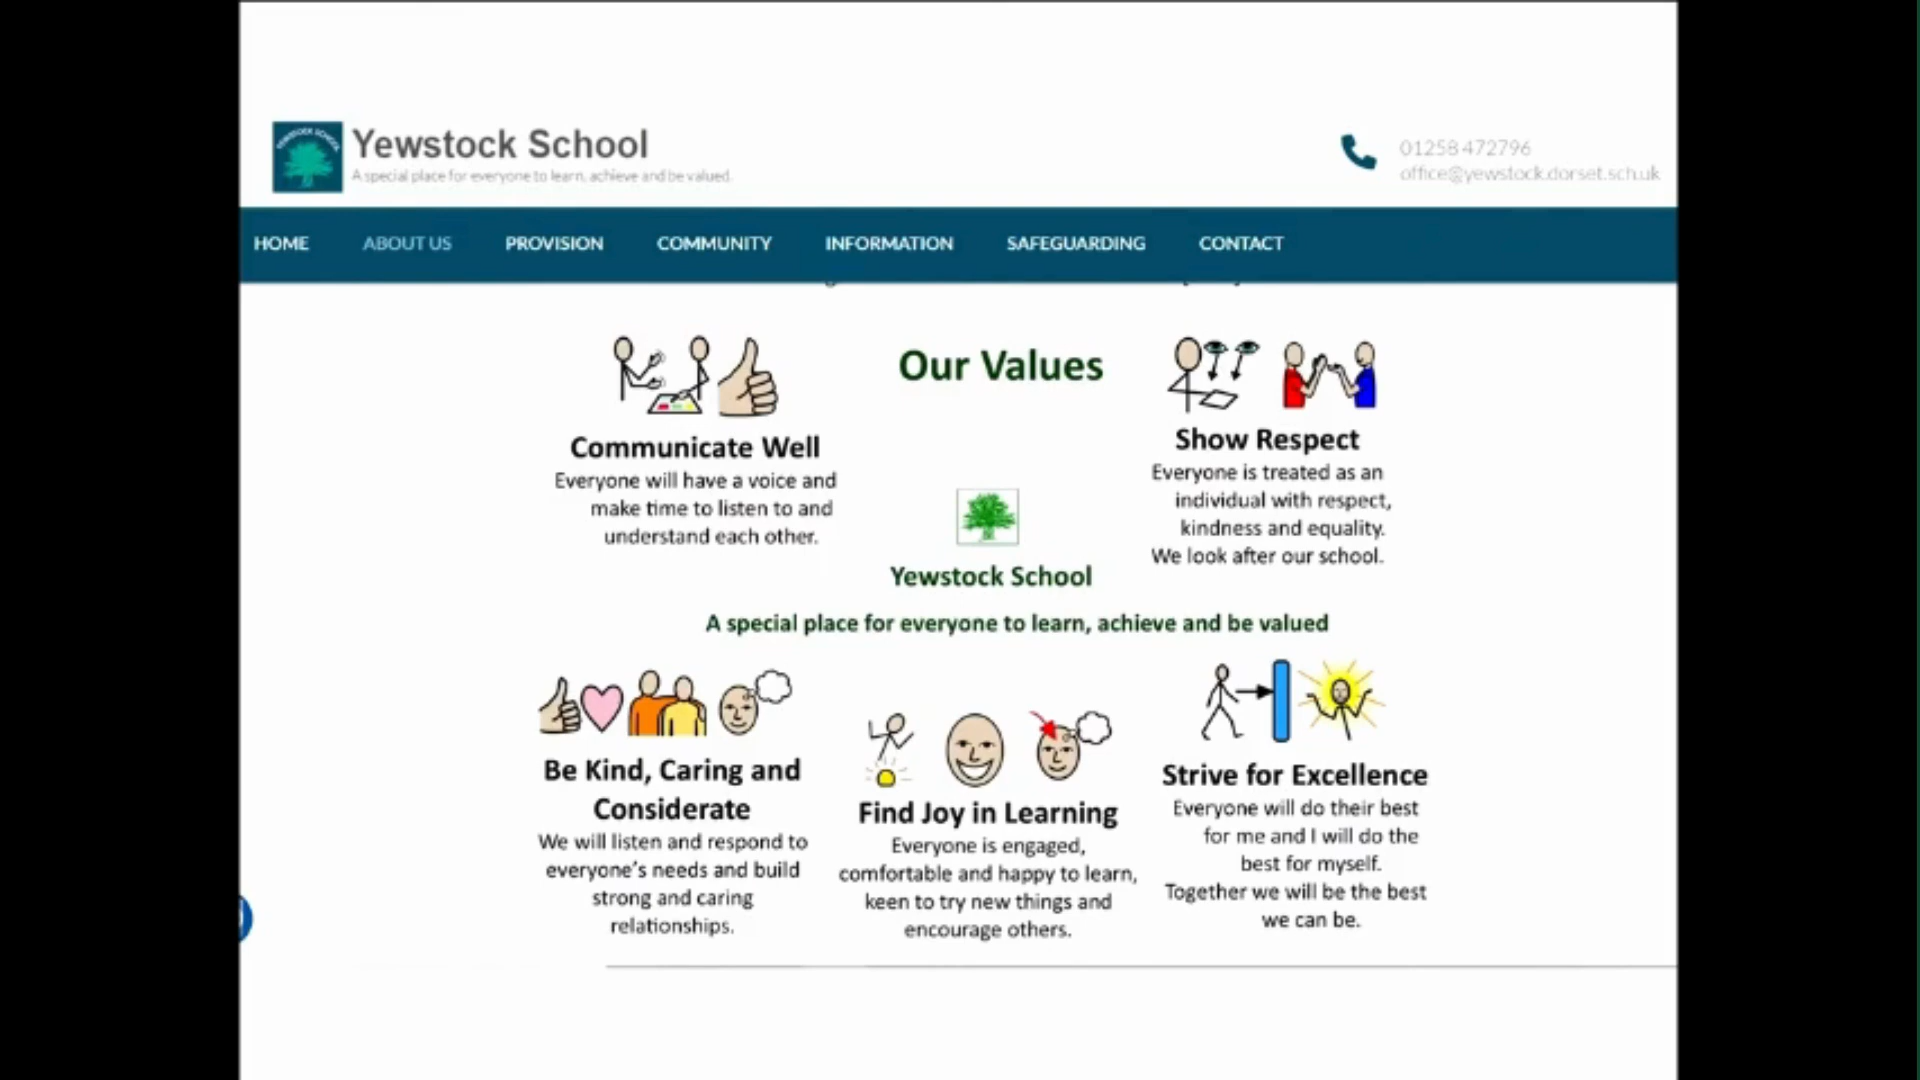 YEWSTOCK SCHOOL
Yewstock School
A special place for everyone to learn, achieve and be valued.
01258 472796
office@yewstock.dorset.sch.uk
HOME
ABOUT US
PROVISION
COMMUNITY
INFORMATION
SAFEGUARDING
CONTACT
Our Values
Communicate Well
Everyone will have a voice and
make time to listen to and
understand each other.
Show Respect
Everyone is treated as an
individual with respect,
kindness and equality.
We look after our school.
Yewstock School
A special place for everyone to learn, achieve and be valued
Be Kind, Caring and
Considerate
We will listen and respond to
everyone's needs and build
strong and caring
relationships.
Find Joy in Learning
Everyone is engaged,
comfortable and happy to learn,
keen to try new things and
encourage others.
Strive for Excellence
Everyone will do their best
for me and I will do the
best for myself.
Together we will be the best
we can be.